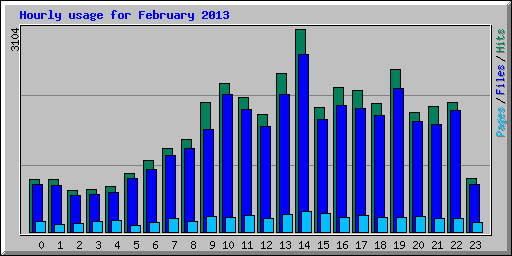 Hourly usage for February 2013
3104
Pages/Files/Hits
0 1 2 3 4 5 6 7 8 9 10 11 12 13 14 15 16 17 18 19 20 21 22 23